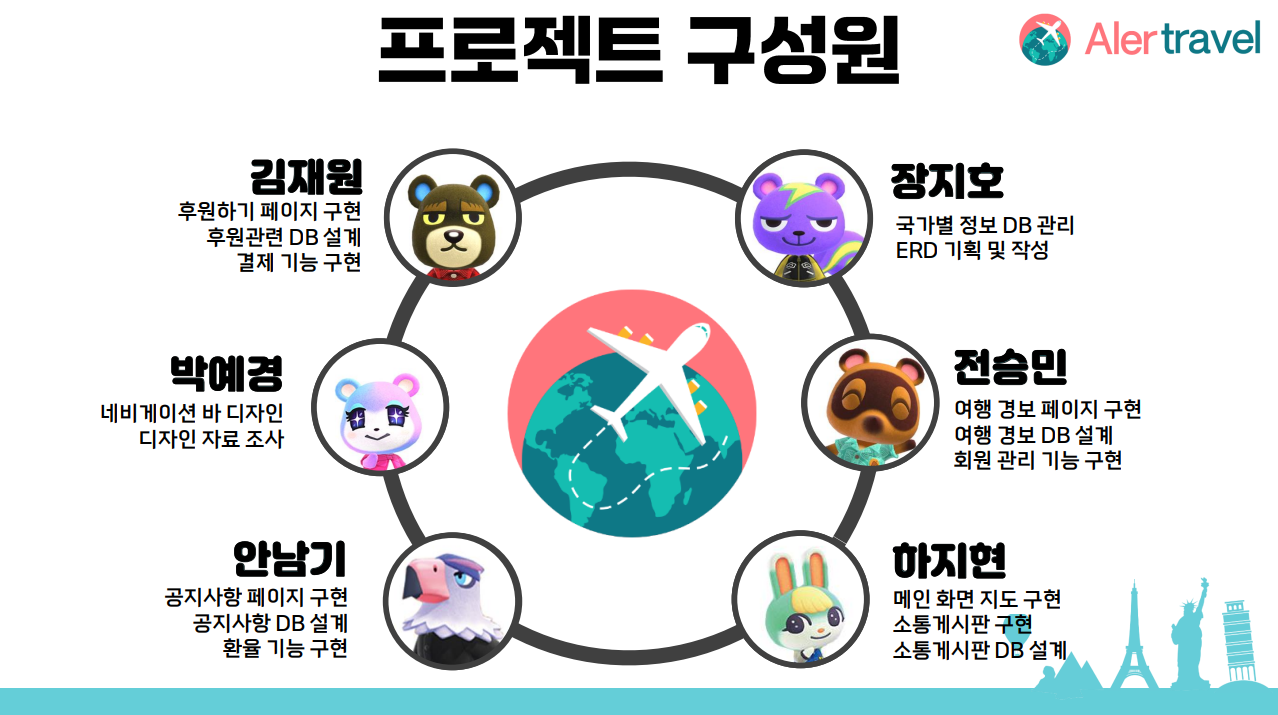 프로젝트 구성원
Alertravel
김재원
후원하기 페이지 구현
후원관련 DB 설계
결제 기능 구현
장지호
국가별 정보 DB 관리
ERD 기획 및 작성
박예경
네비게이션 바 디자인
디자인 자료 조사
전승민
여행 경보 페이지 구현
여행 경보 DB 설계
회원 관리 기능 구현
안남기
공지사항 페이지 구현
공지사항 DB 설계
환율 기능 구현
하지현
메인 화면 지도 구현
소통게시판 구현
소통게시판 DB 설계